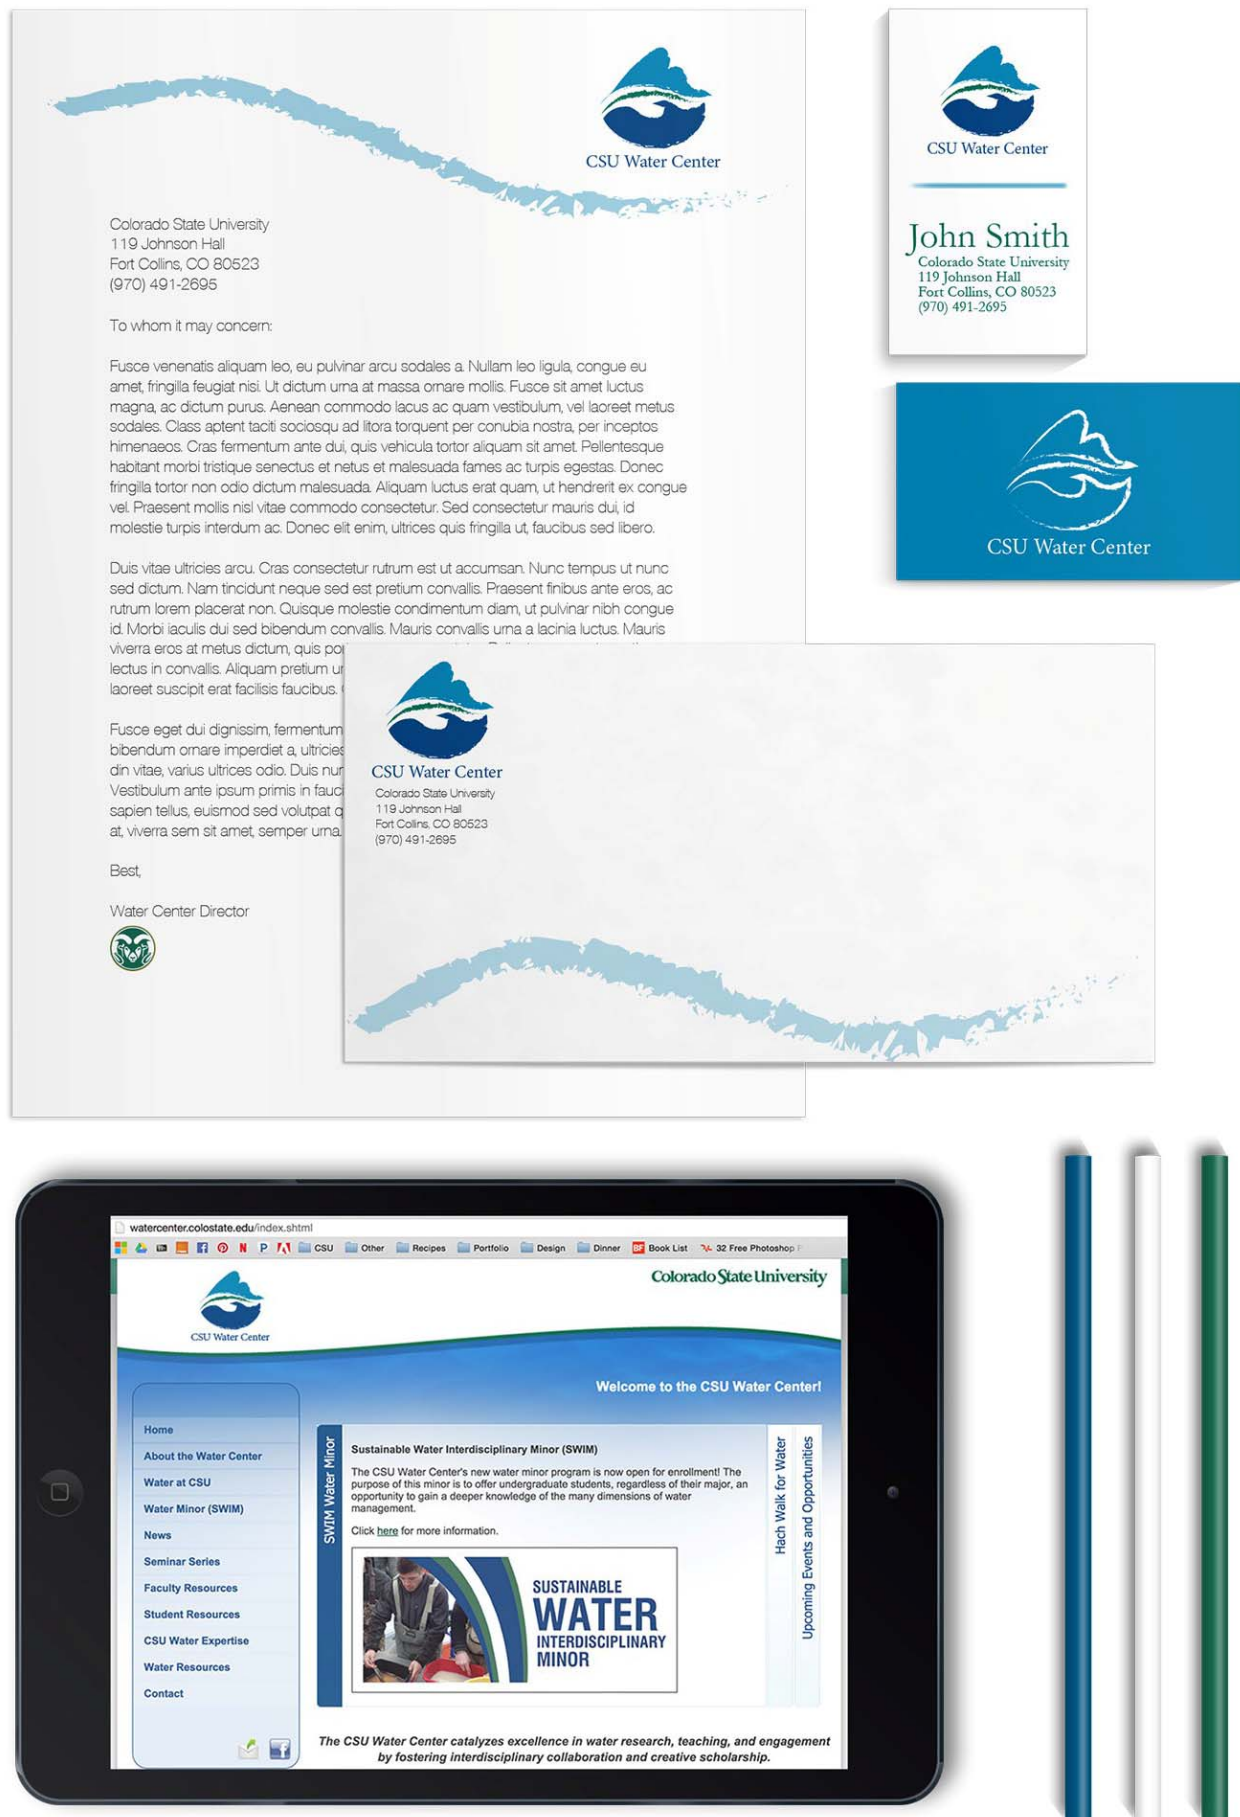 CSU Water Center
Colorado State University
119 Johnson Hall
Fort Collins, CO 80523
(970) 491-2695
To whom it may concern:
Fusce venenatis aliquam leo, eu pulvinar arcu sodales a. Nullam leo ligula, congue eu
amet, fringilla feugiat nisi. Ut dictum urna at massa ornare mollis. Fusce sit amet luctus
magna, ac dictum purus. Aenean commodo lacus ac quam vestibulum, vel laoreet metus
sodales. Class aptent taciti sociosqu ad litora torquent per conubia nostra, per inceptos
himenaeos. Cras fermentum ante dui, quis vehicula tortor aliquam sit amet. Pellentesque
habitant morbi tristique senectus et netus et malesuada fames ac turpis egestas. Donec
fringilla tortor non odio dictum malesuada. Aliquam luctus erat quam, ut hendrerit ex congue
vel. Praesent mollis nisl vitae commodo consectetur. Sed consectetur mauris dui, id
molestie turpis interdum ac. Donec elit enim, ultrices quis fringilla ut, faucibus sed libero.
Duis vitae ultricies arcu. Cras consectetur rutrum est ut accumsan. Nunc tempus ut nunc
sed dictum. Nam tincidunt neque sed est pretium convallis. Praesent finibus ante eros, ac
rutrum lorem placerat non. Quisque molestie condimentum diam, ut pulvinar nibh congue
id. Morbi iaculis dui sed bibendum convallis. Mauris convallis urna a lacinia luctus. Mauris
viverra eros at metus dictum, quis
lectus in convallis. Aliquam pretium
laoreet suscipit erat facilisis faucibus.
Fusce eget dui dignissim, fermentum
bibendum ornare imperdiet a, ultricies
din vitae, varius ultrices odio. Duis
Vestibulum ante ipsum primis in
sapien tellus, euismod sed volutpat
at, viverra sem sit amet, semper urna.
Best,
Water Center Director
CSU Water Center
John Smith
Colorado State University
119 Johnson Hall
Fort Collins, CO 80523
(970) 491-2695
CSU Water Center
CSU Water Center
Colorado State University
119 Johnson Hall
Fort Collins, CO 80523
(970) 491-2695
watercenter.colostate.edu/index.shtml
CSU Other Recipes Portfolio Design Dinner BF Book List 32 Free Photoshop
Colorado State University
CSU Water Center
Welcome to the CSU Water Center!
Home
About the Water Center
Water at CSU
Water Minor (SWIM)
News
Seminar Series
Faculty Resources
Student Resources
CSU Water Expertise
Water Resources
Contact
SWIM Water Minor
Sustainable Water Interdisciplinary Minor (SWIM)
The CSU Water Center's new water minor program is now open for enrollment! The
purpose of this minor is to offer undergraduate students, regardless of their major, an
opportunity to gain a deeper knowledge of the many dimensions of water
management.
Click here for more information.
SUSTAINABLE
WATER
INTERDISCIPLINARY
MINOR
Hach Walk for Water
Upcoming Events and Opportunities
The CSU Water Center catalyzes excellence in water research, teaching, and engagement
by fostering interdisciplinary collaboration and creative scholarship.